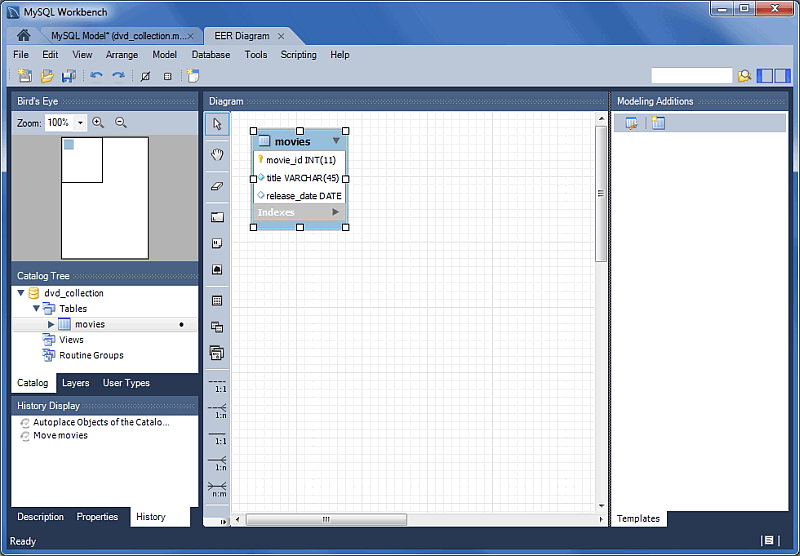 MySQL Workbench
MySQL Model* (dvd_collection.m... EER Diagram
File Edit View Arrange Model Database Tools Scripting Help
Bird's Eye
Zoom: 100%
Catalog Tree
dvd_collection
Tables
movies
Views
Routine Groups
Catalog Layers User Types
History Display
Autoplace Objects of the Catalo...
Move movies
Description Properties History
Diagram
1:1
1:n
1:1
1:n
n:m
movies
movie_id INT(11)
title VARCHAR(45)
release_date DATE
Indexes
Modeling Additions
Templates
Ready